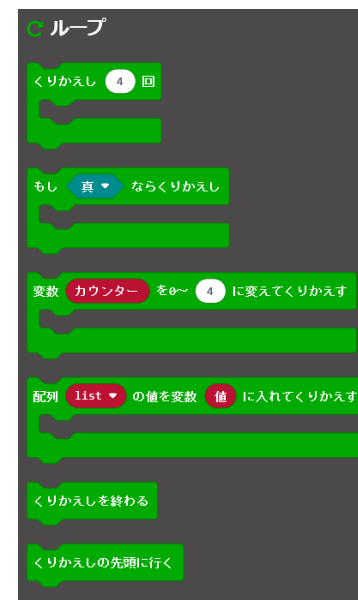 ループ
くりかえし 4 回
もし 真 ならくりかえし
変数 カウンター を0～ 4 に変えてくりかえす
配列 list の値を変数 値 に入れてくりかえす
くりかえしを終わる
くりかえしの先頭に行く